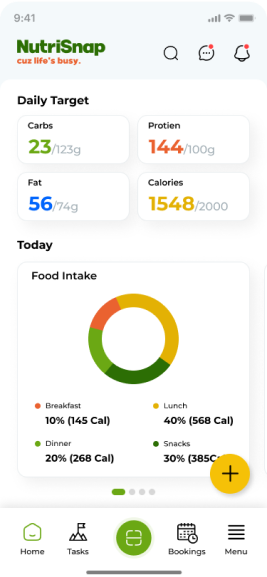 9:41
NutriSnap
cuz life's busy.
Daily Target
Carbs
23/123g
Protien
144/100g
Fat
56/74g
Calories
1548/2000
Today
Food Intake
Breakfast
10% (145 Cal)
Lunch
40% (568 Cal)
Dinner
20% (268 Cal)
Snacks
30% (385C
Home
Tasks
Bookings
Menu